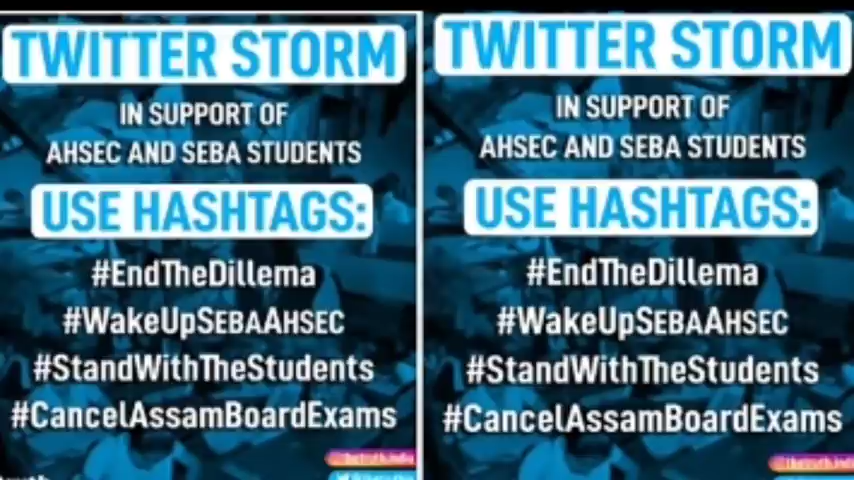 TWITTER STORM
IN SUPPORT OF
AHSEC AND SEBA STUDENTS
USE HASHTAGS:
#EndTheDillema
#WakeUpSEBAAHSEC
#StandWithTheStudents
#CancelAssamBoardExams
TWITTER STORM
IN SUPPORT OF
AHSEC AND SEBA STUDENTS
USE HASHTAGS:
#EndTheDillema
#WakeUpSEBAAHSEC
#StandWithTheStudents
#CancelAssamBoardExams